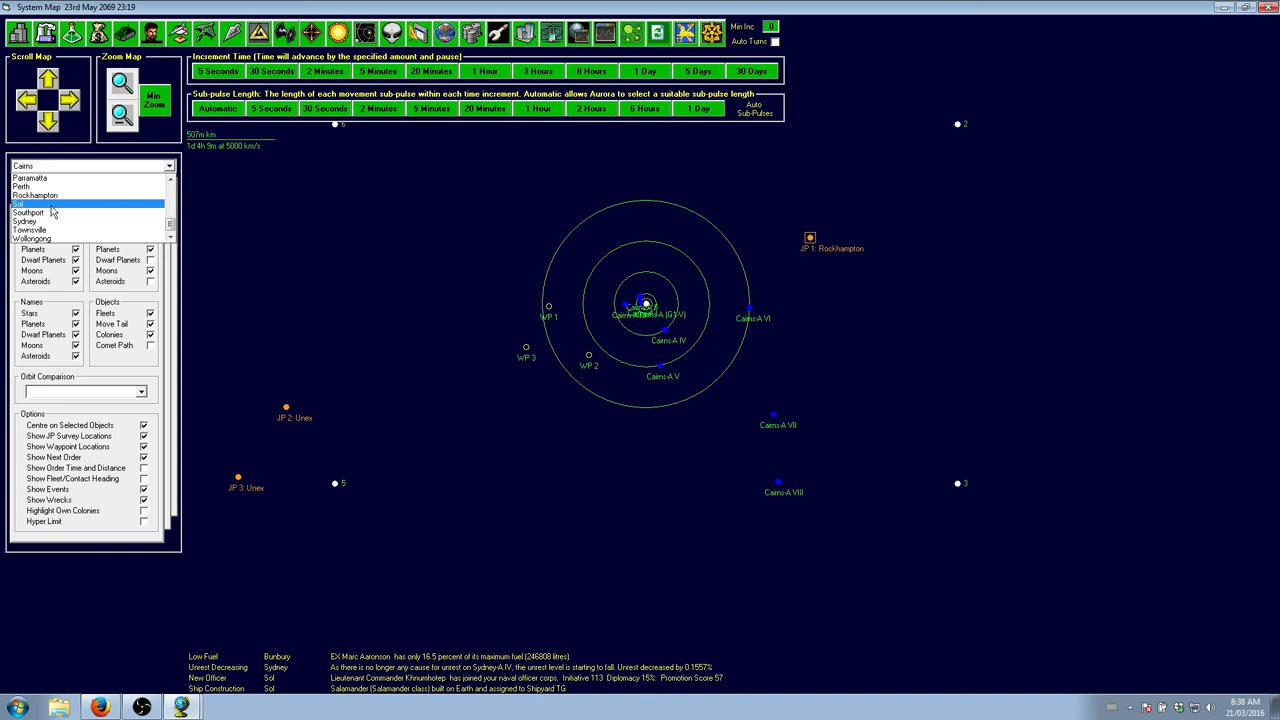 System Map  23rd May 2069 23:19
Min Inc 0
Auto Turns
Scroll Map
Zoom Map
Min Zoom
Increment Time (Time will advance by the specified amount and pause)
5 Seconds 30 Seconds 2 Minutes 5 Minutes 20 Minutes 1 Hour 3 Hours 8 Hours 1 Day 5 Days 30 Days
Sub-pulse Length: The length of each movement sub-pulse within each time increment. Automatic allows Aurora to select a suitable sub-pulse length
Automatic 5 Seconds 30 Seconds 2 Minutes 5 Minutes 20 Minutes 1 Hour 2 Hours 6 Hours 1 Day Auto Sub-Pulses
6
2
507m km
1d 4h 9m at 5000 km/s
Cairns
Parramatta
Perth
Rockhampton
Sol
Southport
Sydney
Townsville
Wollongong
Planets Planets
Dwarf Planets Dwarf Planets
Moons Moons
Asteroids Asteroids
Names Objects
Stars Fleets
Planets Move Tail
Dwarf Planets Colonies
Moons Comet Path
Asteroids
Orbit Comparison
Options
Centre on Selected Objects
Show JP Survey Locations
Show Waypoint Locations
Show Next Order
Show Order Time and Distance
Show Fleet/Contact Heading
Show Events
Show Wrecks
Highlight Own Colonies
Hyper Limit
JP 1: Rockhampton
WP 1
Cairns-A VI
Cairns-A IV
WP 3
WP 2
Cairns-A V
JP 2: Unex
Cairns-A VII
JP 3: Unex
5
3
Cairns-A VIII
Low Fuel Bunbury EX Marc Aaronson  has only 16.5 percent of its maximum fuel (246808 litres).
Unrest Decreasing Sydney As there is no longer any cause for unrest on Sydney-A IV, the unrest level is starting to fall. Unrest decreased by 0.1557%
New Officer Sol Lieutenant Commander Khnumhotep  has joined your naval officer corps.  Initiative 113  Diplomacy 15%  Promotion Score 57
Ship Construction Sol Salamander (Salamander class) built on Earth and assigned to Shipyard TG
8:38 AM
21/03/2016